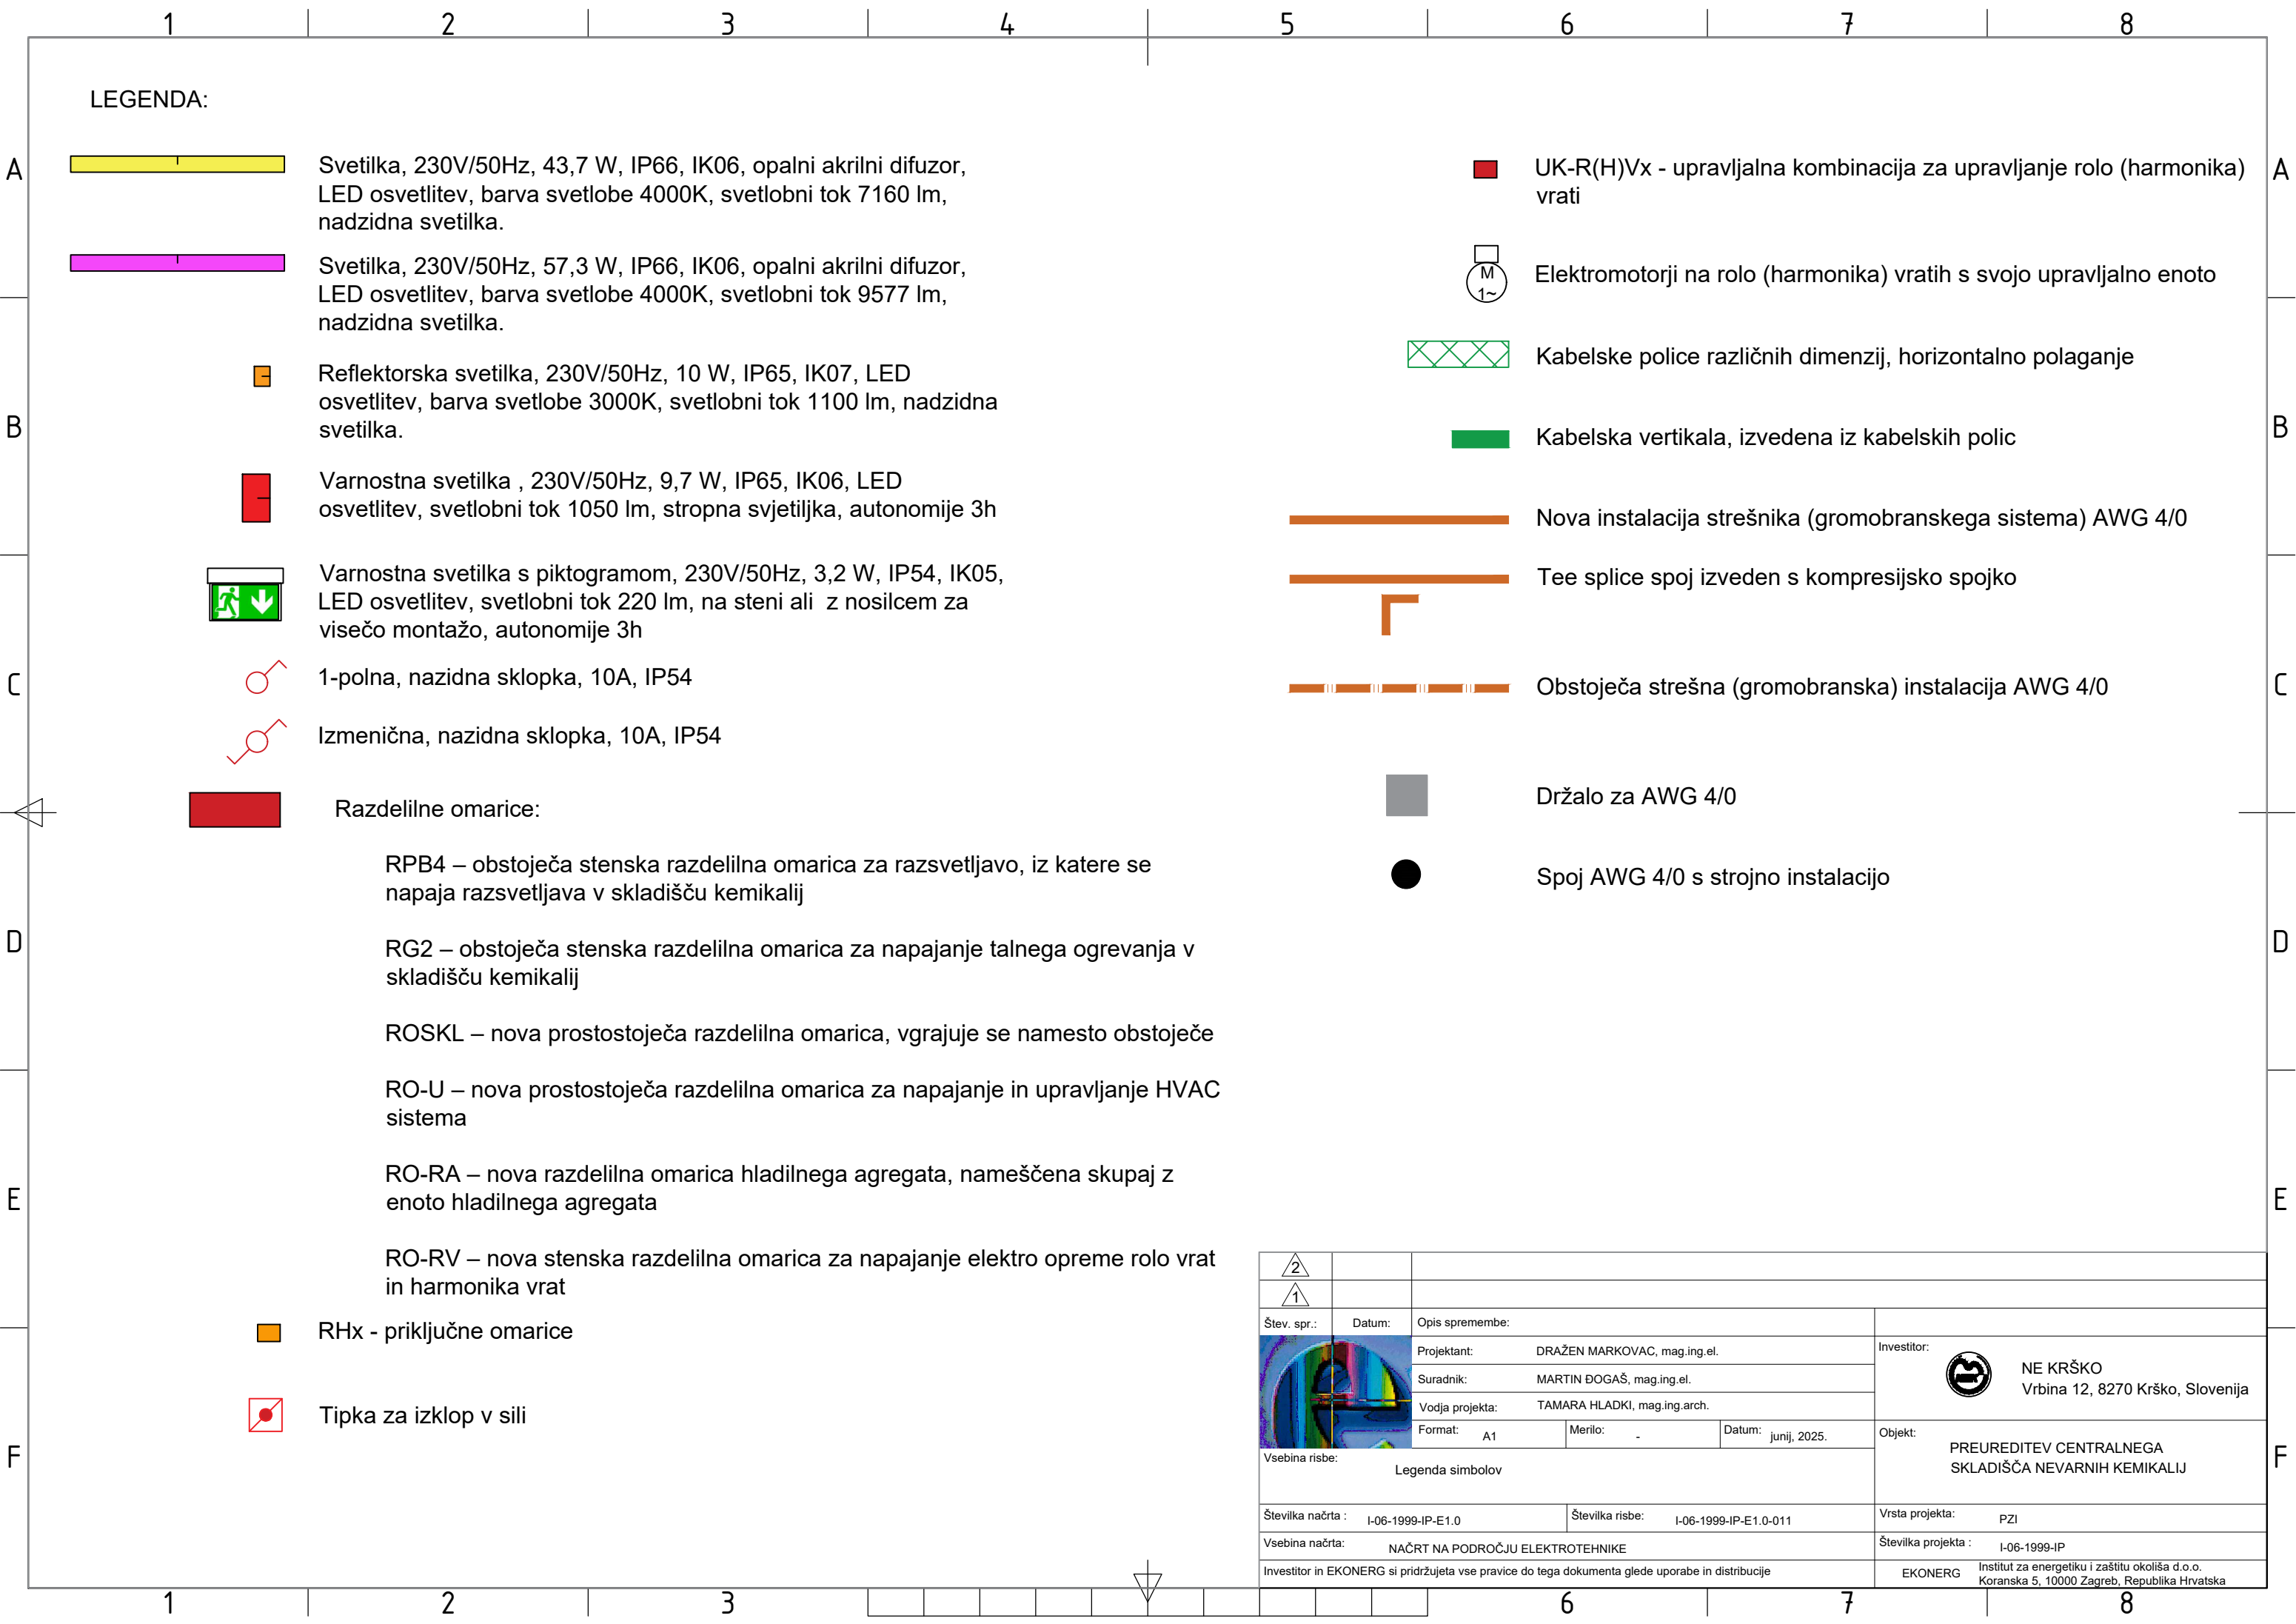 1 2 3 4 5 6 7 8
A
B
C
D
E
F
LEGENDA:
Svetilka, 230V/50Hz, 43,7 W, IP66, IK06, opalni akrilni difuzor,
LED osvetlitev, barva svetlobe 4000K, svetlobni tok 7160 lm,
nadzidna svetilka.
Svetilka, 230V/50Hz, 57,3 W, IP66, IK06, opalni akrilni difuzor,
LED osvetlitev, barva svetlobe 4000K, svetlobni tok 9577 lm,
nadzidna svetilka.
Reflektorska svetilka, 230V/50Hz, 10 W, IP65, IK07, LED
osvetlitev, barva svetlobe 3000K, svetlobni tok 1100 lm, nadzidna
svetilka.
Varnostna svetilka , 230V/50Hz, 9,7 W, IP65, IK06, LED
osvetlitev, svetlobni tok 1050 lm, stropna svjetiljka, autonomije 3h
Varnostna svetilka s piktogramom, 230V/50Hz, 3,2 W, IP54, IK05,
LED osvetlitev, svetlobni tok 220 lm, na steni ali z nosilcem za
visečo montažo, autonomije 3h
1-polna, nazidna sklopka, 10A, IP54
Izmenična, nazidna sklopka, 10A, IP54
Razdelilne omarice:
RPB4 – obstoječa stenska razdelilna omarica za razsvetljavo, iz katere se
napaja razsvetljava v skladišču kemikalij
RG2 – obstoječa stenska razdelilna omarica za napajanje talnega ogrevanja v
skladišču kemikalij
ROSKL – nova prostostoječa razdelilna omarica, vgrajuje se namesto obstoječe
RO-U – nova prostostoječa razdelilna omarica za napajanje in upravljanje HVAC
sistema
RO-RA – nova razdelilna omarica hladilnega agregata, nameščena skupaj z
enoto hladilnega agregata
RO-RV – nova stenska razdelilna omarica za napajanje elektro opreme rolo vrat
in harmonika vrat
RHx - priključne omarice
Tipka za izklop v sili
UK-R(H)Vx - upravljalna kombinacija za upravljanje rolo (harmonika)
vrati
M
1~
Elektromotorji na rolo (harmonika) vratih s svojo upravljalno enoto
Kabelske police različnih dimenzij, horizontalno polaganje
Kabelska vertikala, izvedena iz kabelskih polic
Nova instalacija strešnika (gromobranskega sistema) AWG 4/0
Tee splice spoj izveden s kompresijsko spojko
Obstoječa strešna (gromobranska) instalacija AWG 4/0
Držalo za AWG 4/0
Spoj AWG 4/0 s strojno instalacijo
A
B
C
D
E
F
2
1
Štev. spr.: Datum: Opis spremembe:
Projektant: DRAŽEN MARKOVAC, mag.ing.el.
Suradnik: MARTIN ĐOGAŠ, mag.ing.el.
Vodja projekta: TAMARA HLADKI, mag.ing.arch.
Format: A1 Merilo: - Datum: junij, 2025.
Vsebina risbe:
Legenda simbolov
Investitor:
NE KRŠKO
Vrbina 12, 8270 Krško, Slovenija
Objekt:
PREUREDITEV CENTRALNEGA
SKLADIŠČA NEVARNIH KEMIKALIJ
Številka načrta : I-06-1999-IP-E1.0 Številka risbe: I-06-1999-IP-E1.0-011
Vrsta projekta: PZI
Vsebina načrta: NAČRT NA PODROČJU ELEKTROTEHNIKE
Številka projekta : I-06-1999-IP
Investitor in EKONERG si pridržujeta vse pravice do tega dokumenta glede uporabe in distribucije
EKONERG Institut za energetiku i zaštitu okoliša d.o.o.
Koranska 5, 10000 Zagreb, Republika Hrvatska
1 2 3 6 7 8